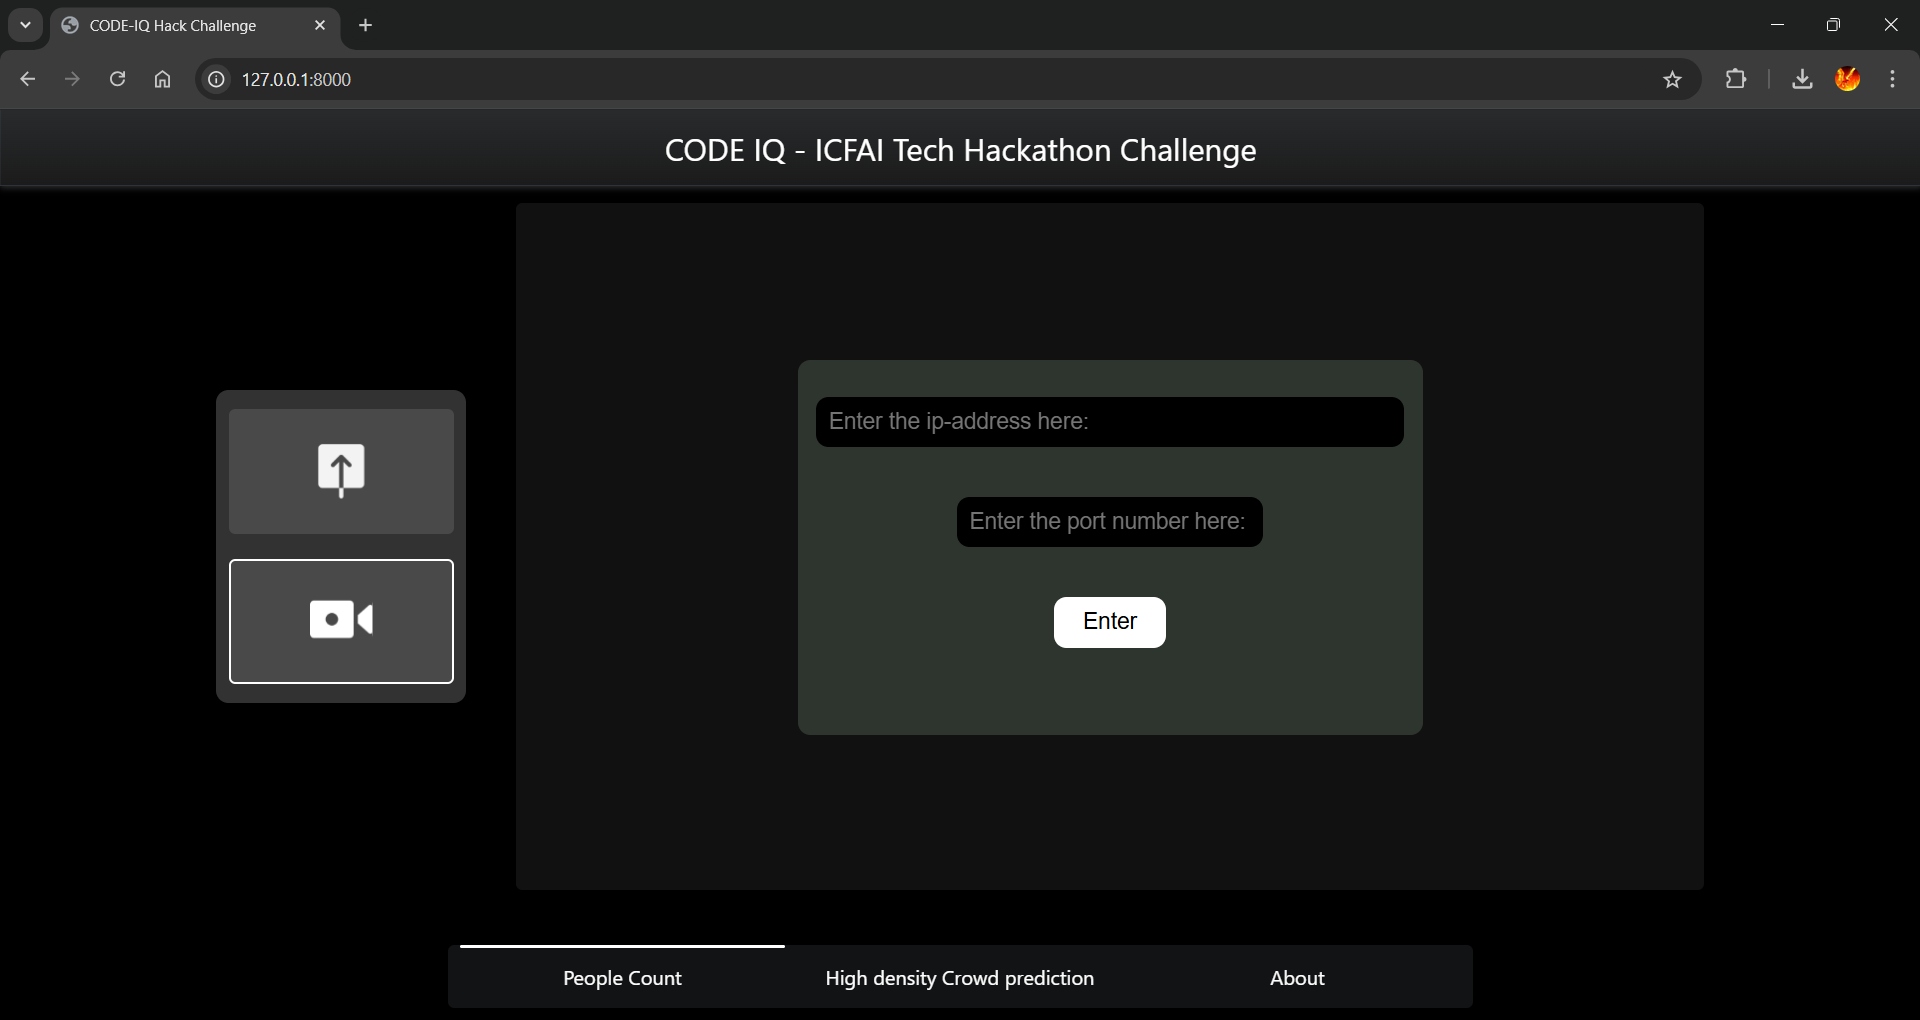 CODE-IQ Hack Challenge
127.0.0.1:8000
CODE IQ - ICFAI Tech Hackathon Challenge
Enter the ip-address here:
Enter the port number here:
Enter
People Count
High density Crowd prediction
About